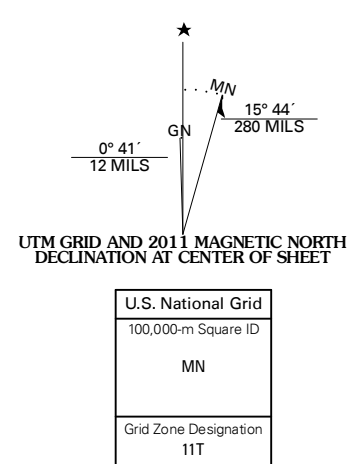 MN
15° 44´
280 MILS
GN
0° 41´
12 MILS
UTM GRID AND 2011 MAGNETIC NORTH
DECLINATION AT CENTER OF SHEET
U.S. National Grid
100,000-m Square ID
MN
Grid Zone Designation
11T